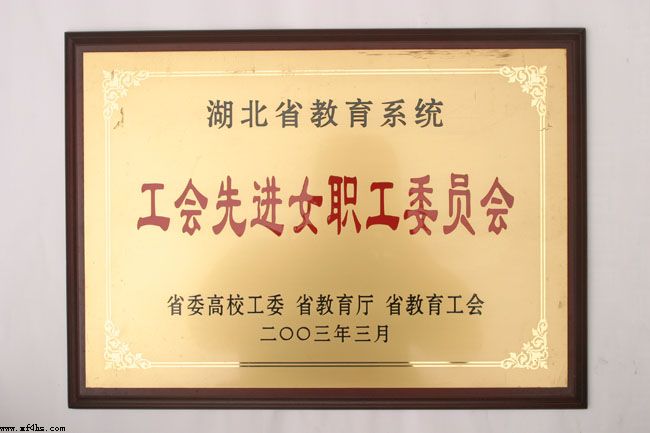 湖北省教育系统
工会先进女职工委员会
省委高校工委 省教育厅 省教育工会
二〇〇三年三月
www.xf4hs.com